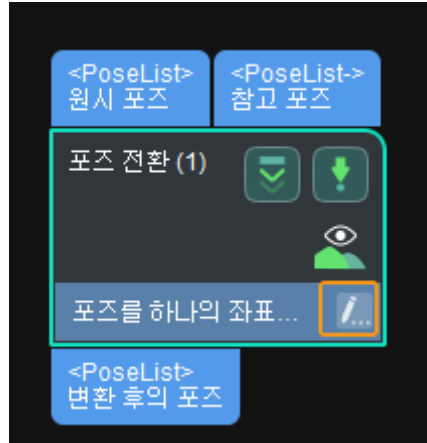 <PoseList>
원시 포즈
<PoseList->
참고 포즈
포즈 전환 (1)
포즈를 하나의 좌표...
<PoseList>
변환 후의 포즈